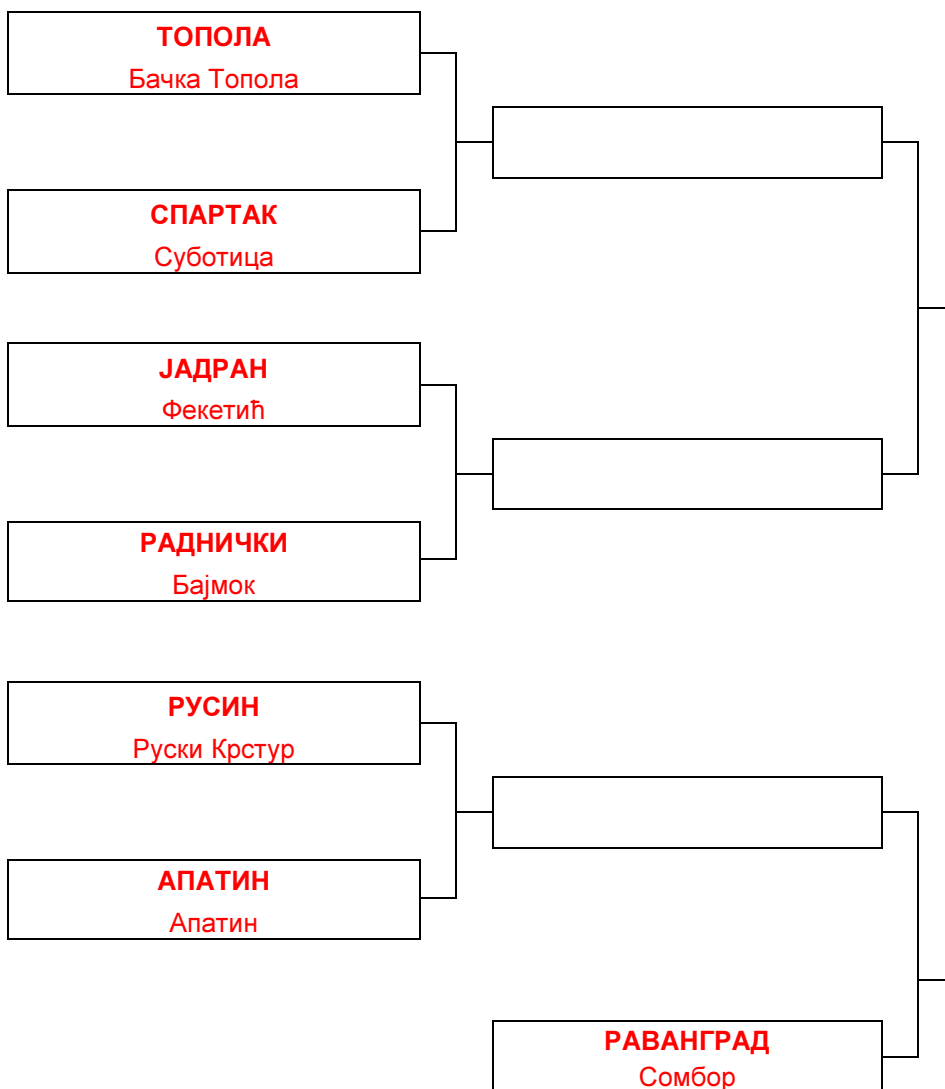 ТОПОЛА
Бачка Топола
СПАРТАК
Суботица
ЈАДРАН
Фекетић
РАДНИЧКИ
Бајмок
РУСИН
Руски Крстур
АПАТИН
Апатин
РАВАНГРАД
Сомбор